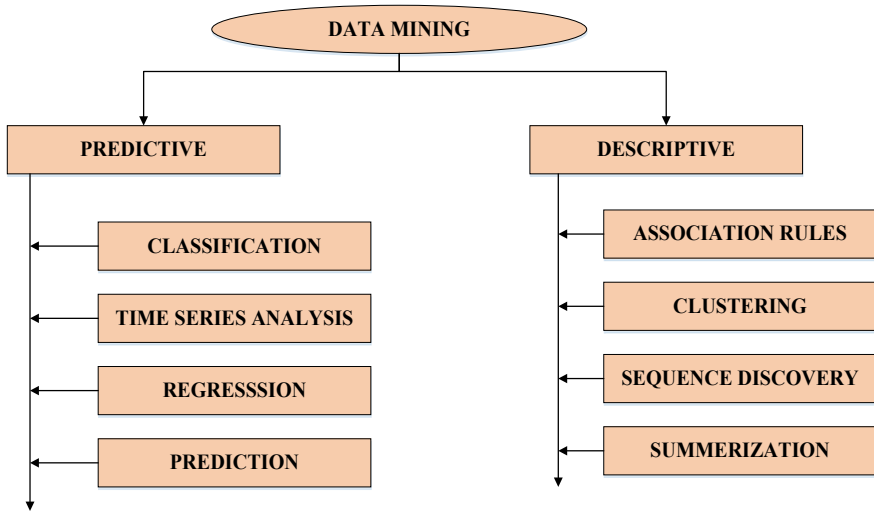 DATA MINING
PREDICTIVE
CLASSIFICATION
TIME SERIES ANALYSIS
REGRESSSION
PREDICTION
DESCRIPTIVE
ASSOCIATION RULES
CLUSTERING
SEQUENCE DISCOVERY
SUMMERIZATION